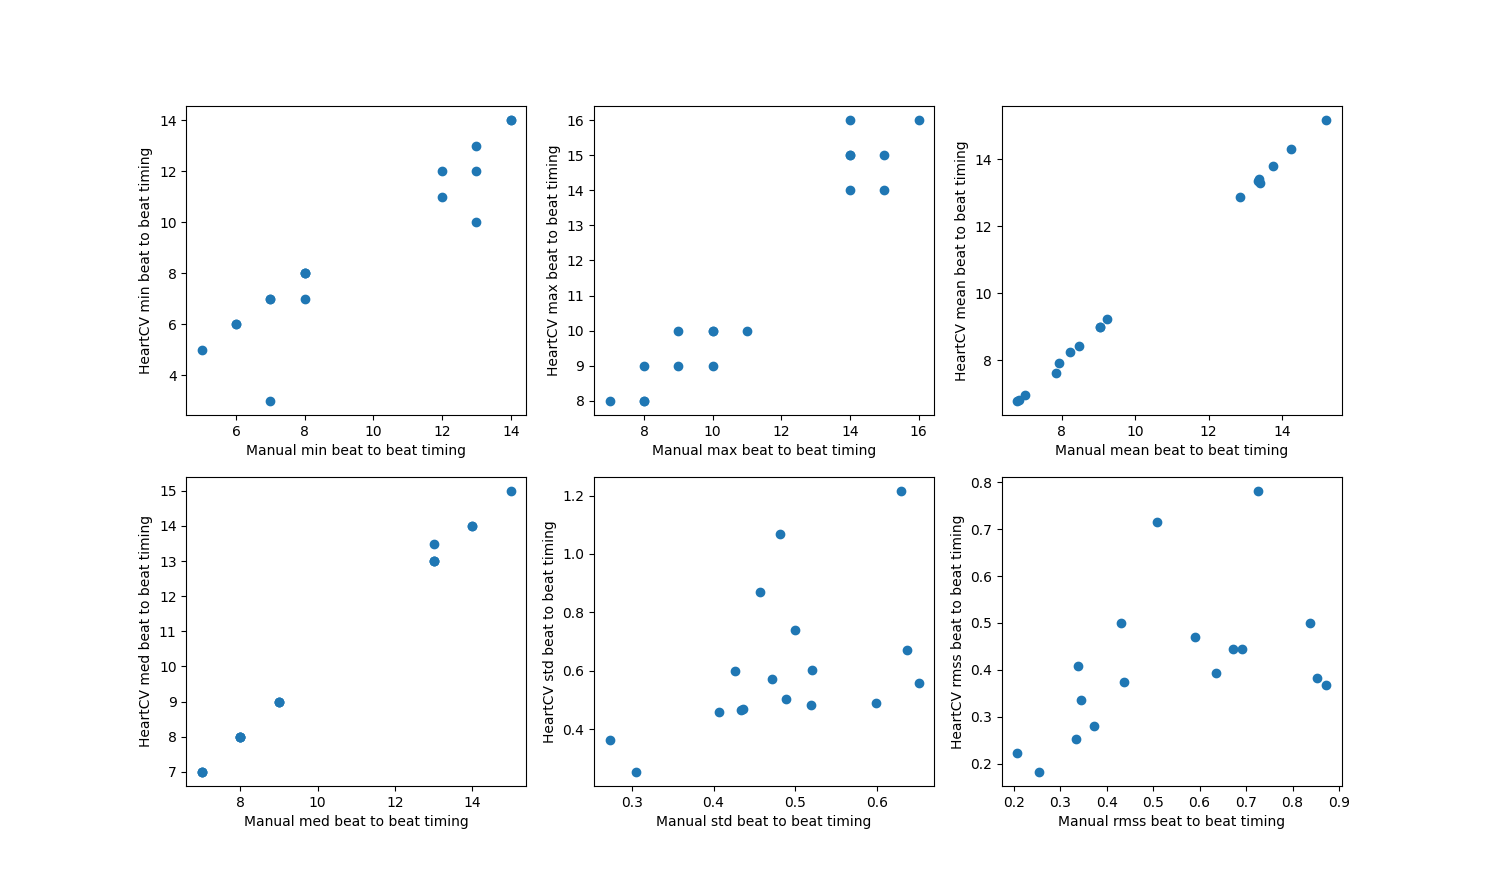 14
12
10
8
6
4
HeartCV min beat to beat timing
6 8 10 12 14
Manual min beat to beat timing
16
15
14
13
12
11
10
9
8
HeartCV max beat to beat timing
8 10 12 14 16
Manual max beat to beat timing
14
12
10
8
HeartCV mean beat to beat timing
8 10 12 14
Manual mean beat to beat timing
15
14
13
12
11
10
9
8
7
HeartCV med beat to beat timing
8 10 12 14
Manual med beat to beat timing
1.2
1.0
0.8
0.6
0.4
HeartCV std beat to beat timing
0.3 0.4 0.5 0.6
Manual std beat to beat timing
0.8
0.7
0.6
0.5
0.4
0.3
0.2
HeartCV rmss beat to beat timing
0.2 0.3 0.4 0.5 0.6 0.7 0.8 0.9
Manual rmss beat to beat timing